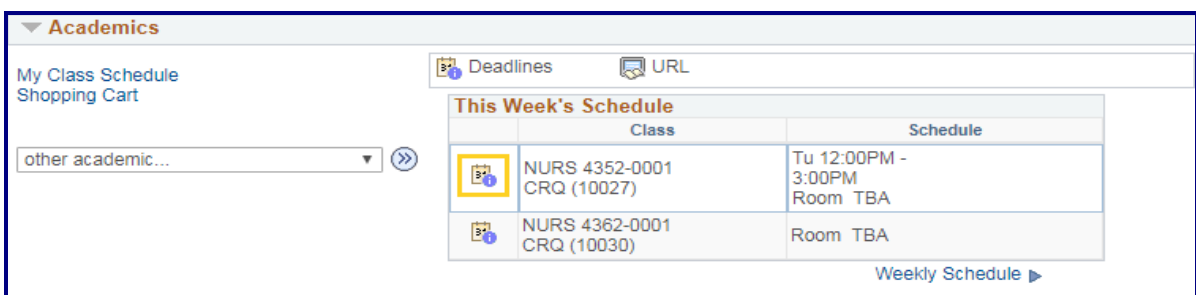 Academics
My Class Schedule
Shopping Cart
other academic...
Deadlines URL
This Week's Schedule
Class Schedule
NURS 4352-0001
CRQ (10027)
Tu 12:00PM -
3:00PM
Room TBA
NURS 4362-0001
CRQ (10030)
Room TBA
Weekly Schedule